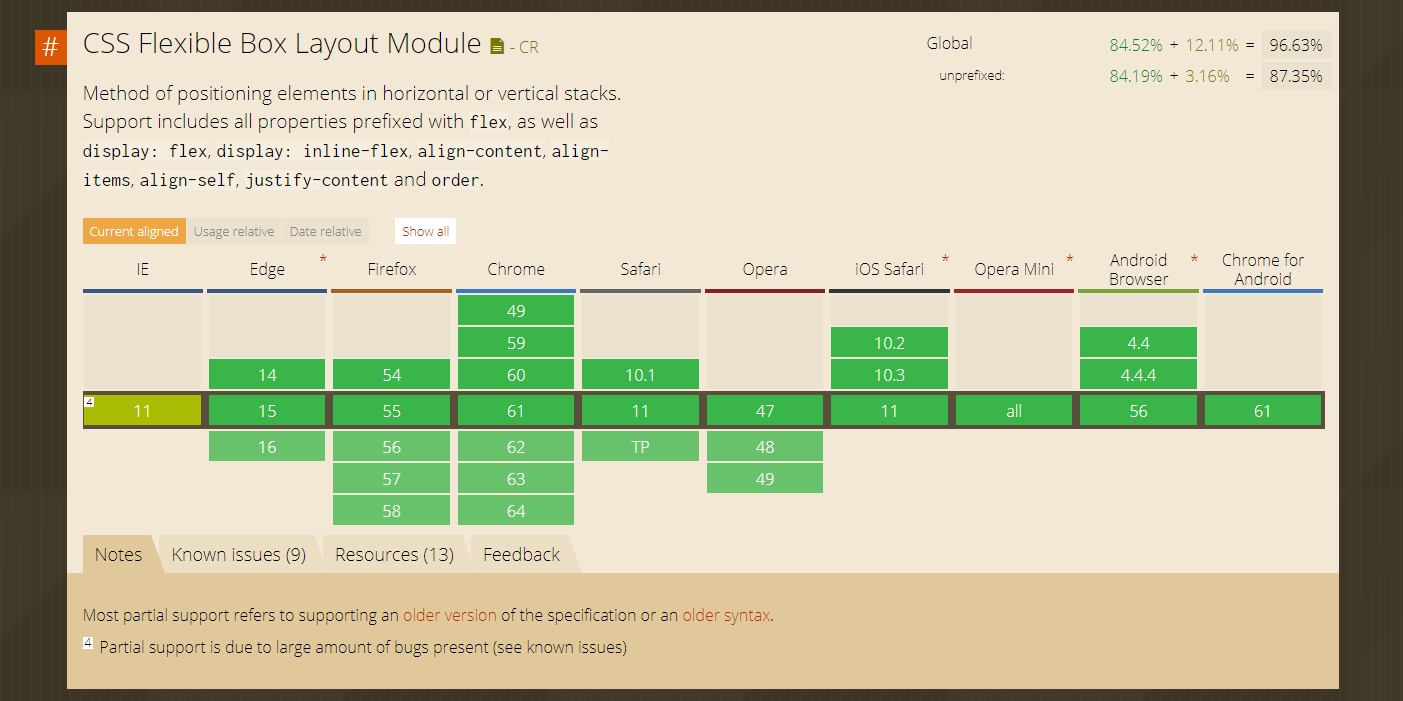 # CSS Flexible Box Layout Module - CR
Global 84.52% + 12.11% = 96.63%
unprefixed: 84.19% + 3.16% = 87.35%
Method of positioning elements in horizontal or vertical stacks.
Support includes all properties prefixed with flex, as well as
display: flex, display: inline-flex, align-content, align-
items, align-self, justify-content and order.
Current aligned Usage relative Date relative Show all
IE Edge * Firefox Chrome Safari Opera iOS Safari * Opera Mini * Android Browser * Chrome for Android
49
59 10.2 4.4
14 54 60 10.1 10.3 4.4.4
4 11 15 55 61 11 47 11 all 56 61
16 56 62 TP 48
57 63 49
58 64
Notes Known issues (9) Resources (13) Feedback
Most partial support refers to supporting an older version of the specification or an older syntax.
4 Partial support is due to large amount of bugs present (see known issues)